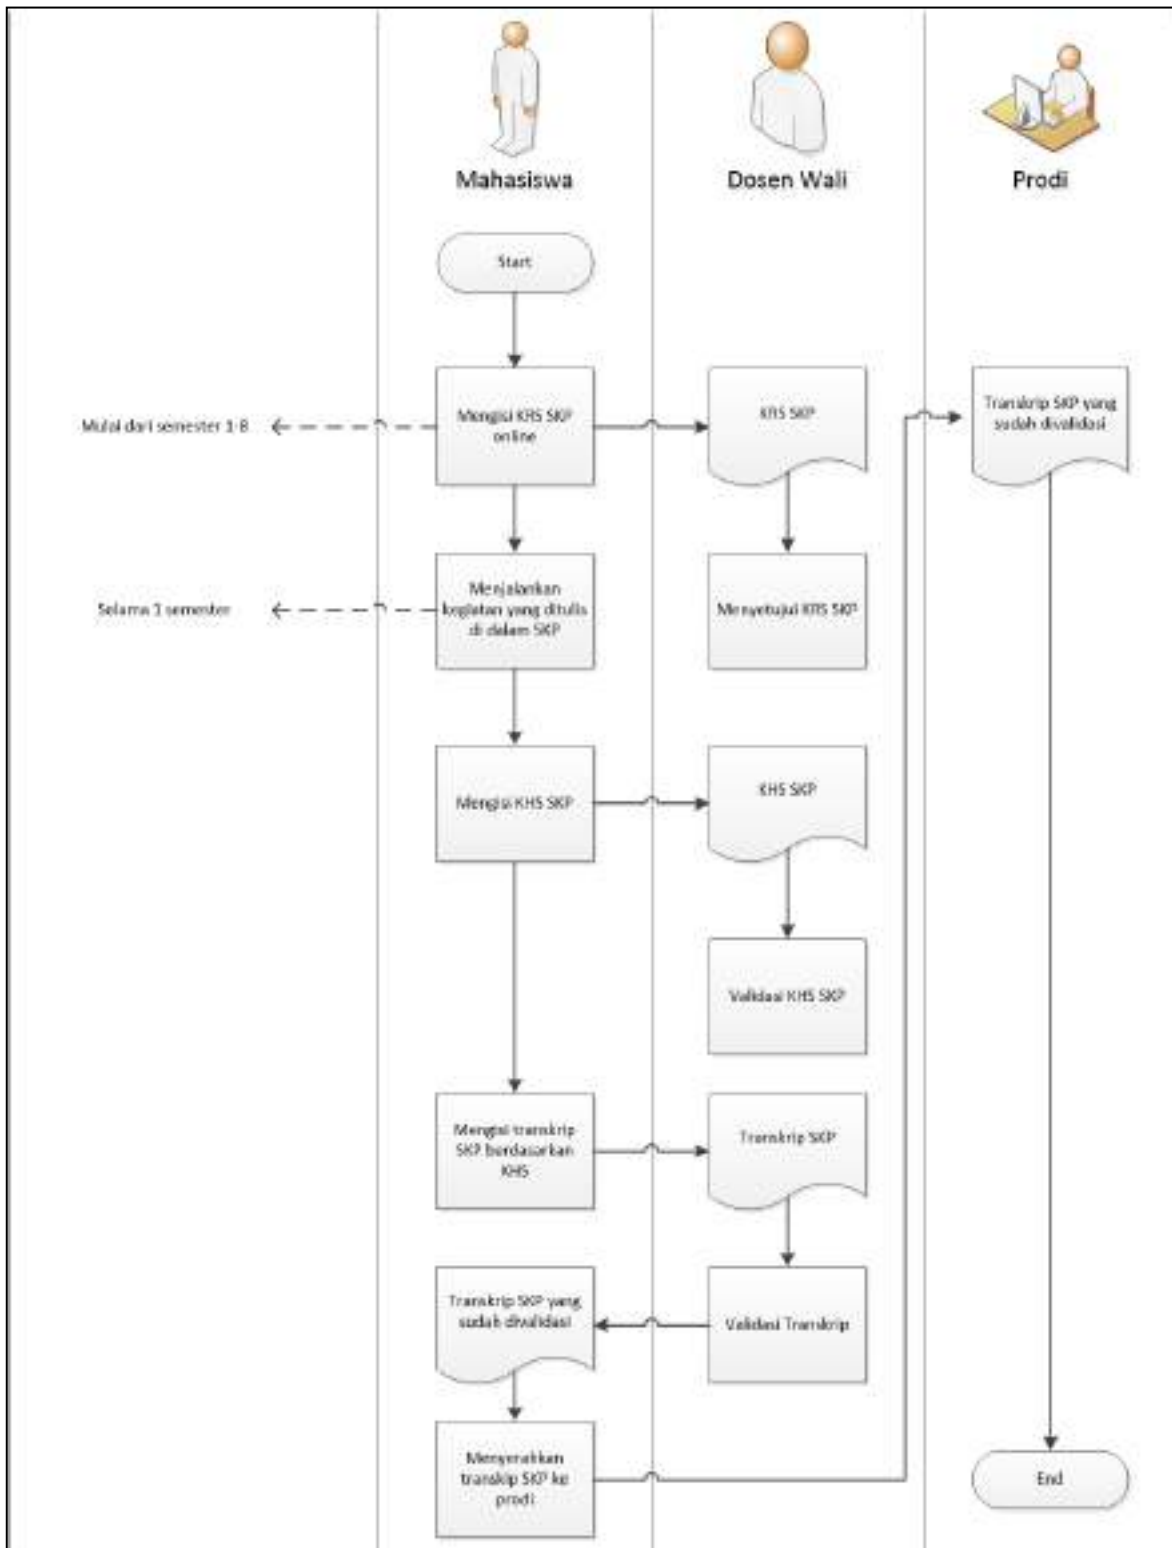 Mahasiswa
Dosen Wali
Prodi
Start
Mulai dari semester 1-8
Mengisi KRS SKP
online
KRS SKP
Transkrip SKP yang
sudah divalidasi
Selama 1 semester
Menjalankan
kegiatan yang ditulis
di dalam SKP
Menyetujui KRS SKP
Mengisi KHS SKP
KHS SKP
Validasi KHS SKP
Mengisi transkrip
SKP berdasarkan
KHS
Transkrip SKP
Transkrip SKP yang
sudah divalidasi
Validasi Transkrip
Menyerahkan
transkip SKP ke
prodi
End